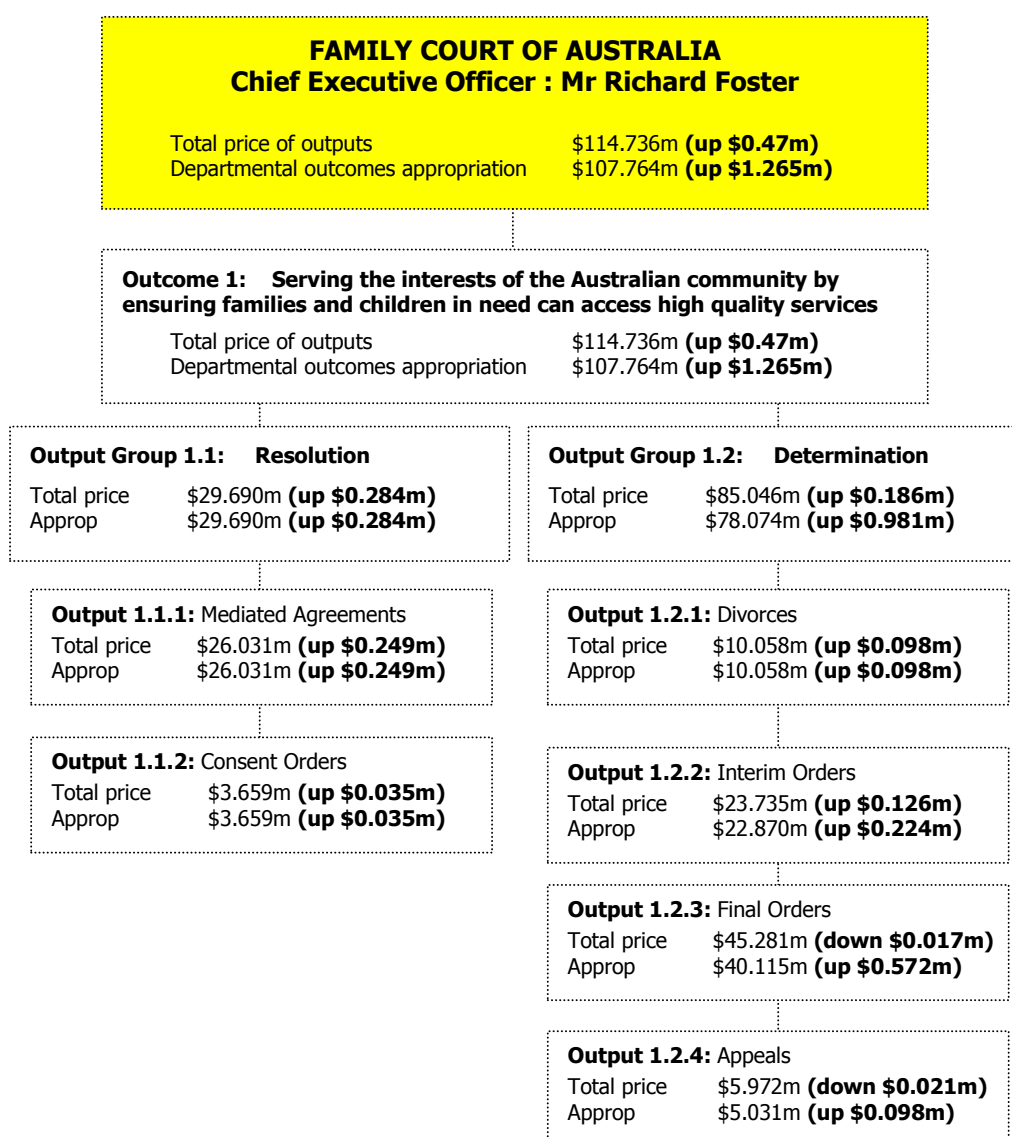 FAMILY COURT OF AUSTRALIA
Chief Executive Officer : Mr Richard Foster
Total price of outputs $114.736m (up $0.47m)
Departmental outcomes appropriation $107.764m (up $1.265m)
Outcome 1: Serving the interests of the Australian community by
ensuring families and children in need can access high quality services
Total price of outputs $114.736m (up $0.47m)
Departmental outcomes appropriation $107.764m (up $1.265m)
Output Group 1.1: Resolution
Total price $29.690m (up $0.284m)
Approp $29.690m (up $0.284m)
Output 1.1.1: Mediated Agreements
Total price $26.031m (up $0.249m)
Approp $26.031m (up $0.249m)
Output 1.1.2: Consent Orders
Total price $3.659m (up $0.035m)
Approp $3.659m (up $0.035m)
Output Group 1.2: Determination
Total price $85.046m (up $0.186m)
Approp $78.074m (up $0.981m)
Output 1.2.1: Divorces
Total price $10.058m (up $0.098m)
Approp $10.058m (up $0.098m)
Output 1.2.2: Interim Orders
Total price $23.735m (up $0.126m)
Approp $22.870m (up $0.224m)
Output 1.2.3: Final Orders
Total price $45.281m (down $0.017m)
Approp $40.115m (up $0.572m)
Output 1.2.4: Appeals
Total price $5.972m (down $0.021m)
Approp $5.031m (up $0.098m)